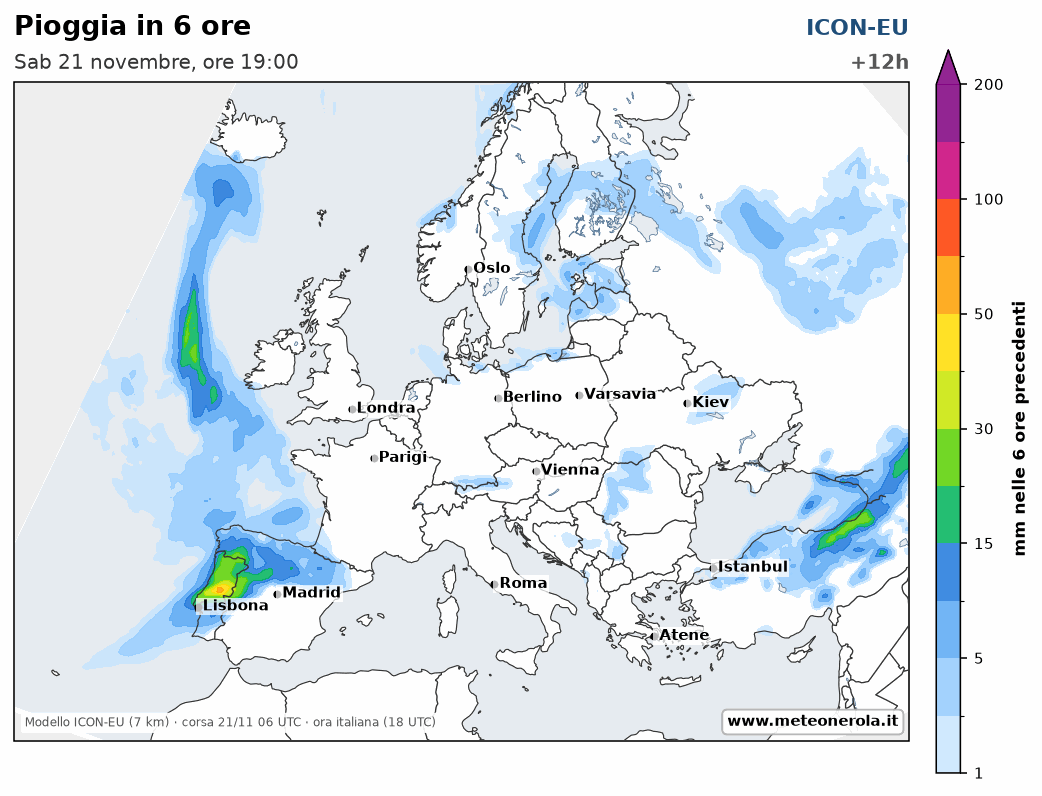 Pioggia in 6 ore
ICON-EU
Sab 21 novembre, ore 19:00
+12h
200
100
50
30
15
5
1
mm nelle 6 ore precedenti
Oslo
Londra
Berlino
Varsavia
Kiev
Parigi
Vienna
Istanbul
Roma
Madrid
Lisbona
Atene
Modello ICON-EU (7 km) · corsa 21/11 06 UTC · ora italiana (18 UTC)
www.meteonerola.it